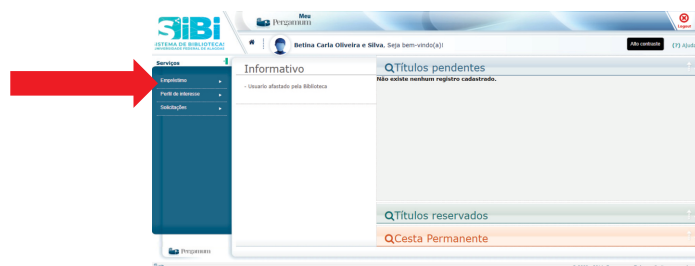 SiBi
SISTEMA DE BIBLIOTECAS
UNIVERSIDADE FEDERAL DE ALAGOAS
Meu
Pergamum
Logout
Betina Carla Oliveira e Silva, Seja bem-vindo(a)!
Alto contraste
(?) Ajuda
Serviços
Empréstimo
Perfil de interesse
Solicitações
Informativo
- Usuario afastado pela Biblioteca
Títulos pendentes
Não existe nenhum registro cadastrado.
Títulos reservados
Cesta Permanente
Pergamum